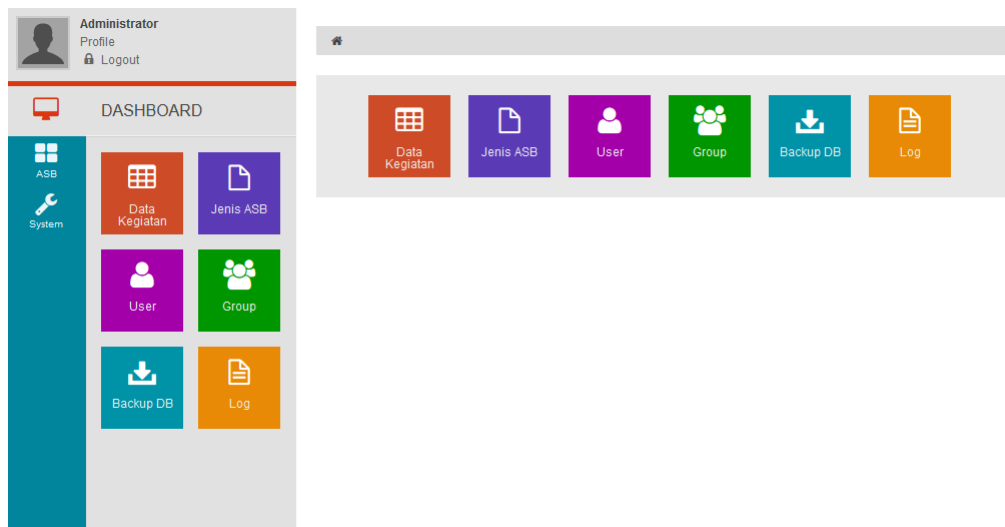 Administrator
Profile
Logout
DASHBOARD
ASB
System
Data
Kegiatan
Jenis ASB
User
Group
Backup DB
Log
Data
Kegiatan
Jenis ASB
User
Group
Backup DB
Log